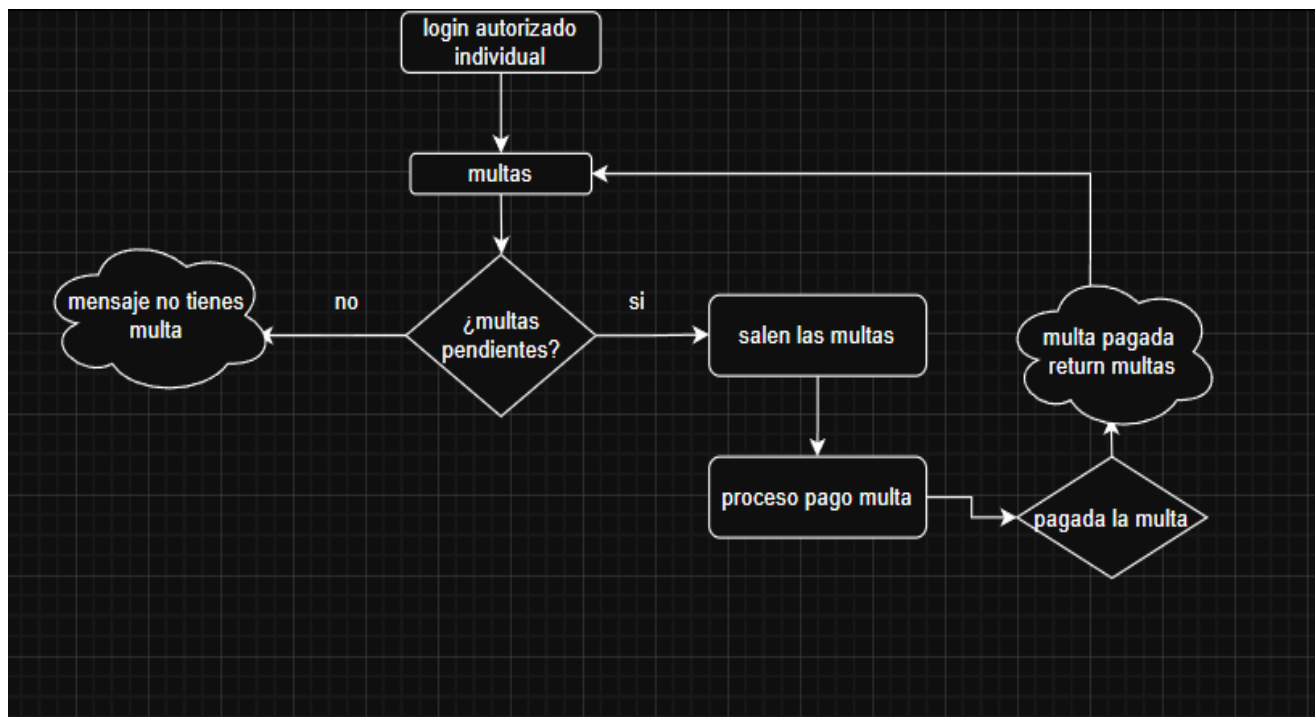 login autorizado
individual
multas
mensaje no tienes
multa
no
¿multas
pendientes?
si
salen las multas
multa pagada
return multas
proceso pago multa
pagada la multa